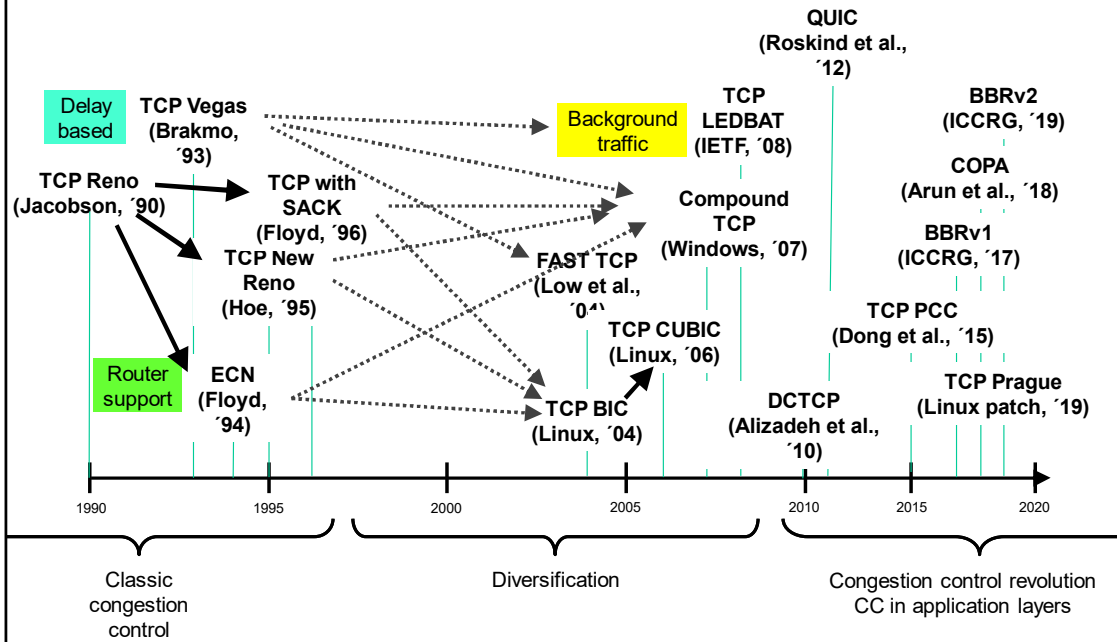 QUIC
(Roskind et al.,
´12)
Delay
based
TCP Vegas
(Brakmo,
´93)
Background
traffic
TCP
LEDBAT
(IETF, ´08)
BBRv2
(ICCRG, ´19)
TCP Reno
(Jacobson, ´90)
TCP with
SACK
(Floyd, ´96)
Compound
TCP
(Windows, ´07)
COPA
(Arun et al., ´18)
TCP New
Reno
(Hoe, ´95)
FAST TCP
(Low et al.,
´04)
BBRv1
(ICCRG, ´17)
TCP CUBIC
(Linux, ´06)
TCP PCC
(Dong et al., ´15)
Router
support
ECN
(Floyd,
´94)
TCP BIC
(Linux, ´04)
DCTCP
(Alizadeh et al.,
´10)
TCP Prague
(Linux patch, ´19)
1990
1995
2000
2005
2010
2015
2020
Classic
congestion
control
Diversification
Congestion control revolution
CC in application layers